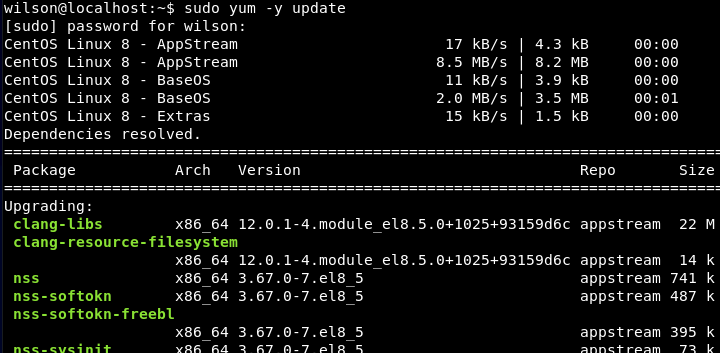 wilson@localhost:~$ sudo yum -y update
[sudo] password for wilson:
CentOS Linux 8 - AppStream                       17 kB/s | 4.3 kB     00:00
CentOS Linux 8 - AppStream                      8.5 MB/s | 8.2 MB     00:00
CentOS Linux 8 - BaseOS                          11 kB/s | 3.9 kB     00:00
CentOS Linux 8 - BaseOS                         2.0 MB/s | 3.5 MB     00:01
CentOS Linux 8 - Extras                          15 kB/s | 1.5 kB     00:00
Dependencies resolved.
================================================================================
 Package           Arch   Version                               Repo       Size
================================================================================
Upgrading:
 clang-libs        x86_64 12.0.1-4.module_el8.5.0+1025+93159d6c appstream  22 M
 clang-resource-filesystem
                   x86_64 12.0.1-4.module_el8.5.0+1025+93159d6c appstream  14 k
 nss               x86_64 3.67.0-7.el8_5                        appstream 741 k
 nss-softokn       x86_64 3.67.0-7.el8_5                        appstream 487 k
 nss-softokn-freebl
                   x86_64 3.67.0-7.el8_5                        appstream 395 k
 nss-sysinit       x86_64 3.67.0-7.el8_5                        appstream  73 k